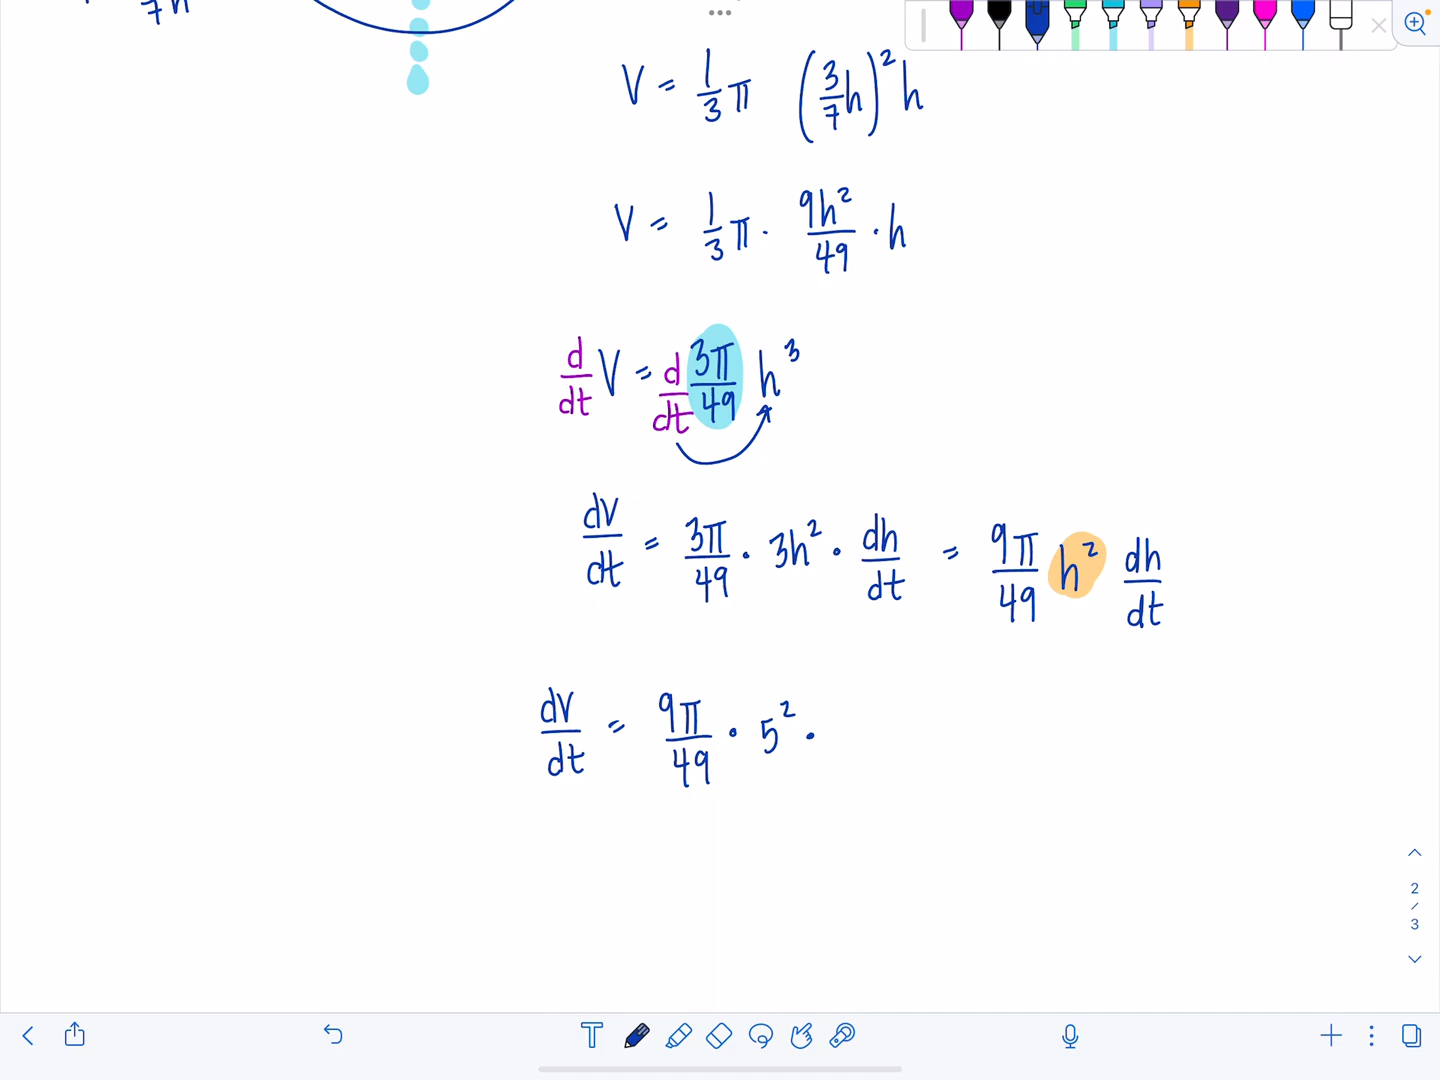 7h
V = 1/3 π (3/7 h)² h
V = 1/3 π · 9h²/49 · h
d/dt V = d/dt 3π/49 h³
dV/dt = 3π/49 · 3h² · dh/dt = 9π/49 h² dh/dt
dV/dt = 9π/49 · 5² ·
2
/
3
T